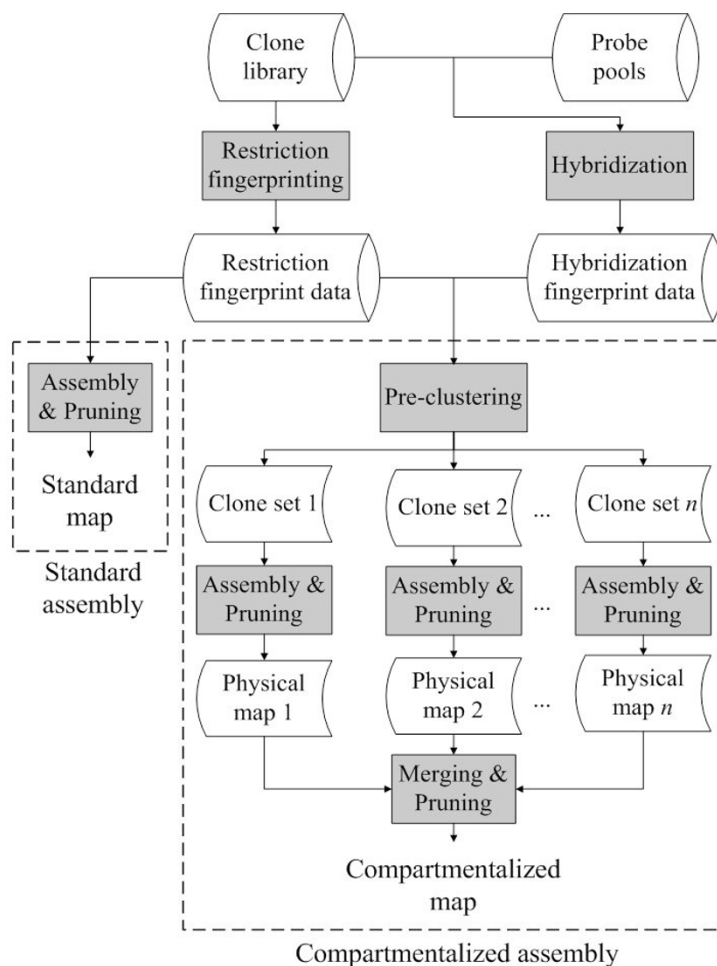 Clone
library
Probe
pools
Restriction
fingerprinting
Hybridization
Restriction
fingerprint data
Hybridization
fingerprint data
Assembly
& Pruning
Standard
map
Standard
assembly
Pre-clustering
Clone set 1
Clone set 2
...
Clone set n
Assembly &
Pruning
Assembly &
Pruning
...
Assembly &
Pruning
Physical
map 1
Physical
map 2
...
Physical
map n
Merging &
Pruning
Compartmentalized
map
Compartmentalized assembly